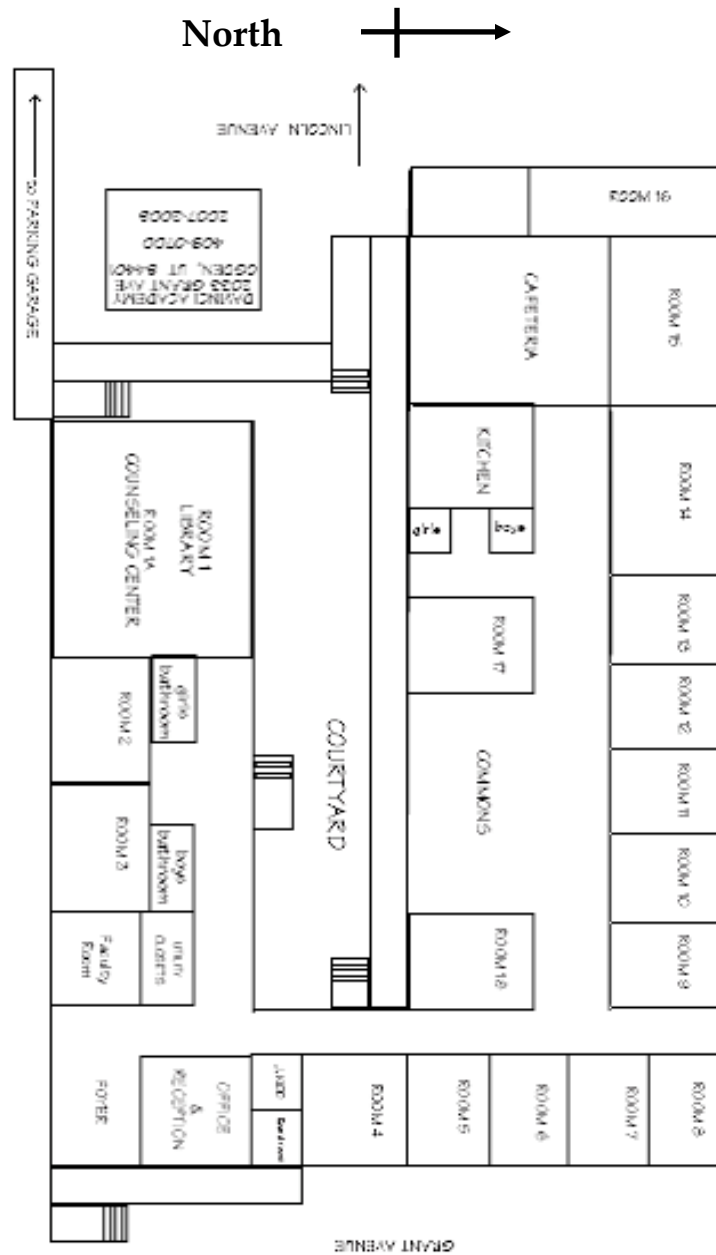 North
LINCOLN AVENUE
TO PARKING GARAGE
DAVINCI ACADEMY
2033 GRANT AVE
OGDEN, UT 84401
409-0700
2007-2008
ROOM 16
CAFETERIA
ROOM 15
KITCHEN
ROOM 14
girls
boys
ROOM 1
LIBRARY
ROOM 1A
COUNSELING CENTER
ROOM 13
ROOM 17
ROOM 12
girls
bathroom
ROOM 2
COURTYARD
COMMONS
ROOM 11
ROOM 3
boys
bathroom
ROOM 10
Faculty
Room
UTILITY
CLOSETS
ROOM 18
ROOM 9
FOYER
OFFICE
&
RECEPTION
ROOM 4
ROOM 5
ROOM 6
ROOM 7
ROOM 8
GRANT AVENUE